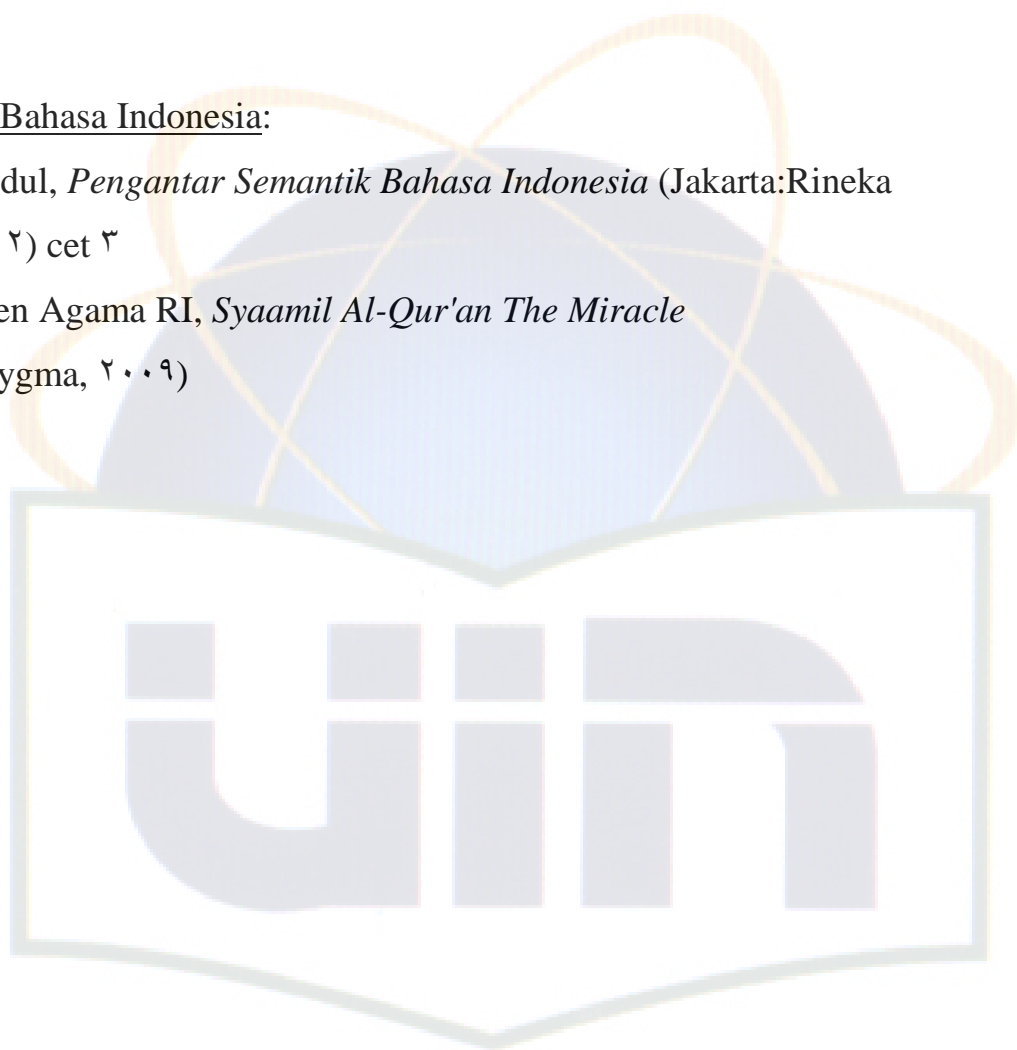 Bahasa Indonesia:
dul, Pengantar Semantik Bahasa Indonesia (Jakarta:Rineka
٢) cet ٣
en Agama RI, Syaamil Al-Qur'an The Miracle
ygma, ٢٠٠٩)
uin